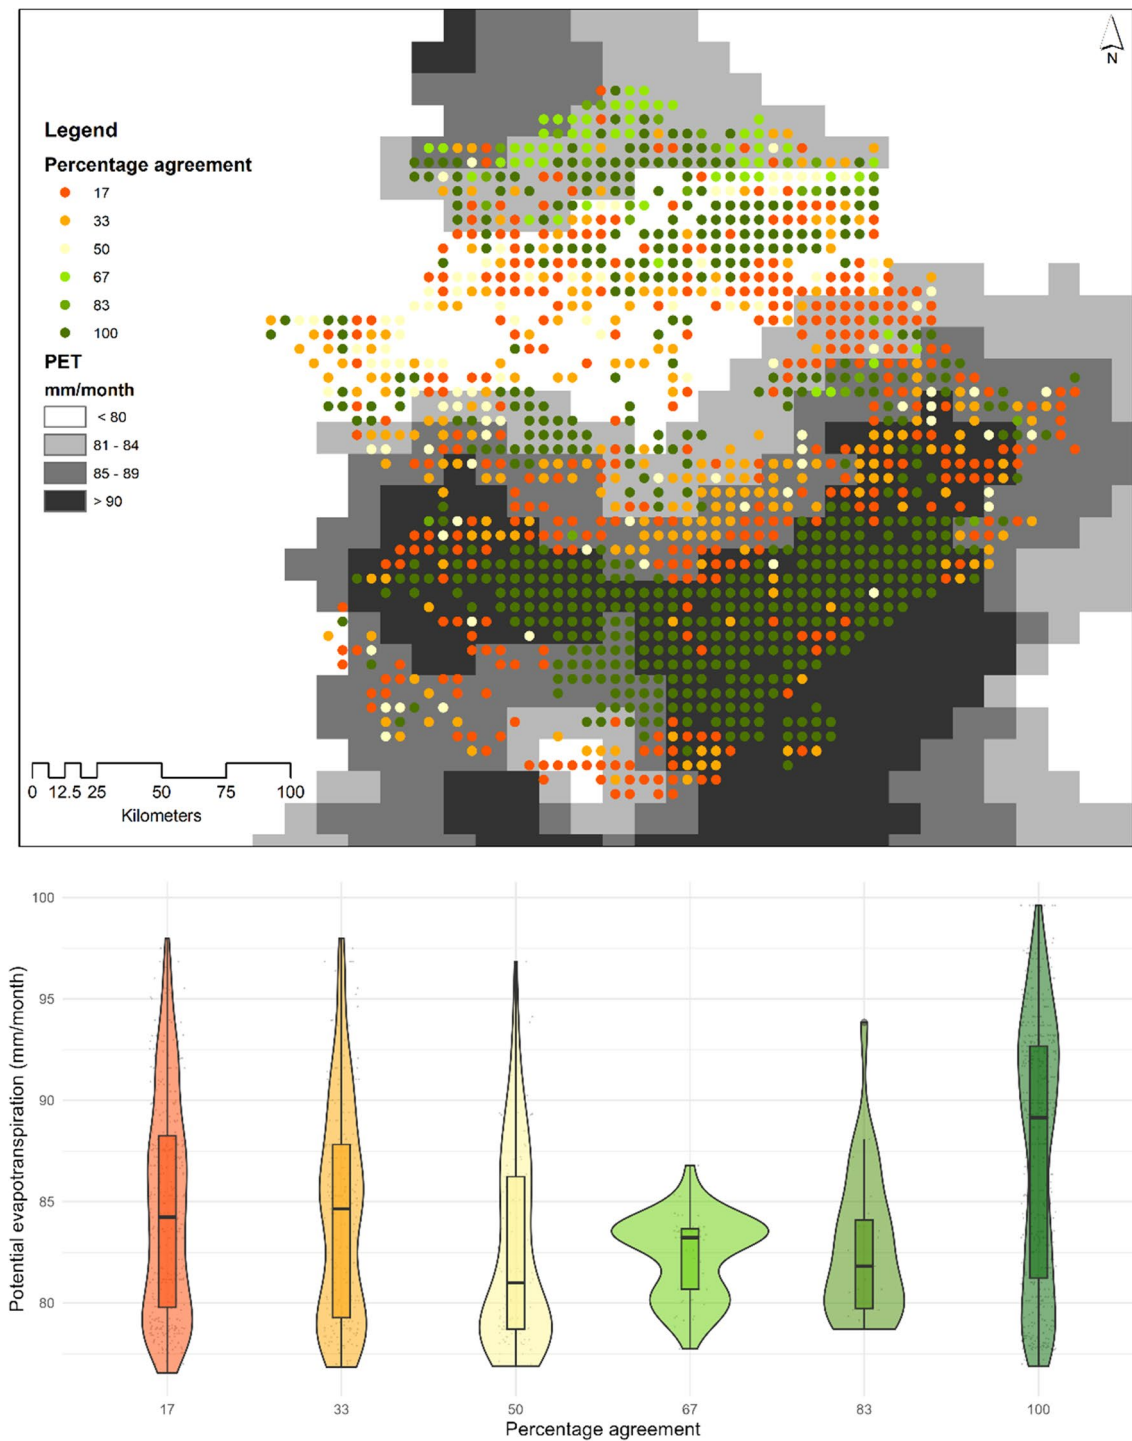 N
Legend
Percentage agreement
17
33
50
67
83
100
PET
mm/month
< 80
81 - 84
85 - 89
> 90
0 12.5 25 50 75 100
Kilometers
Potential evapotranspiration (mm/month)
100
95
90
85
80
17 33 50 67 83 100
Percentage agreement